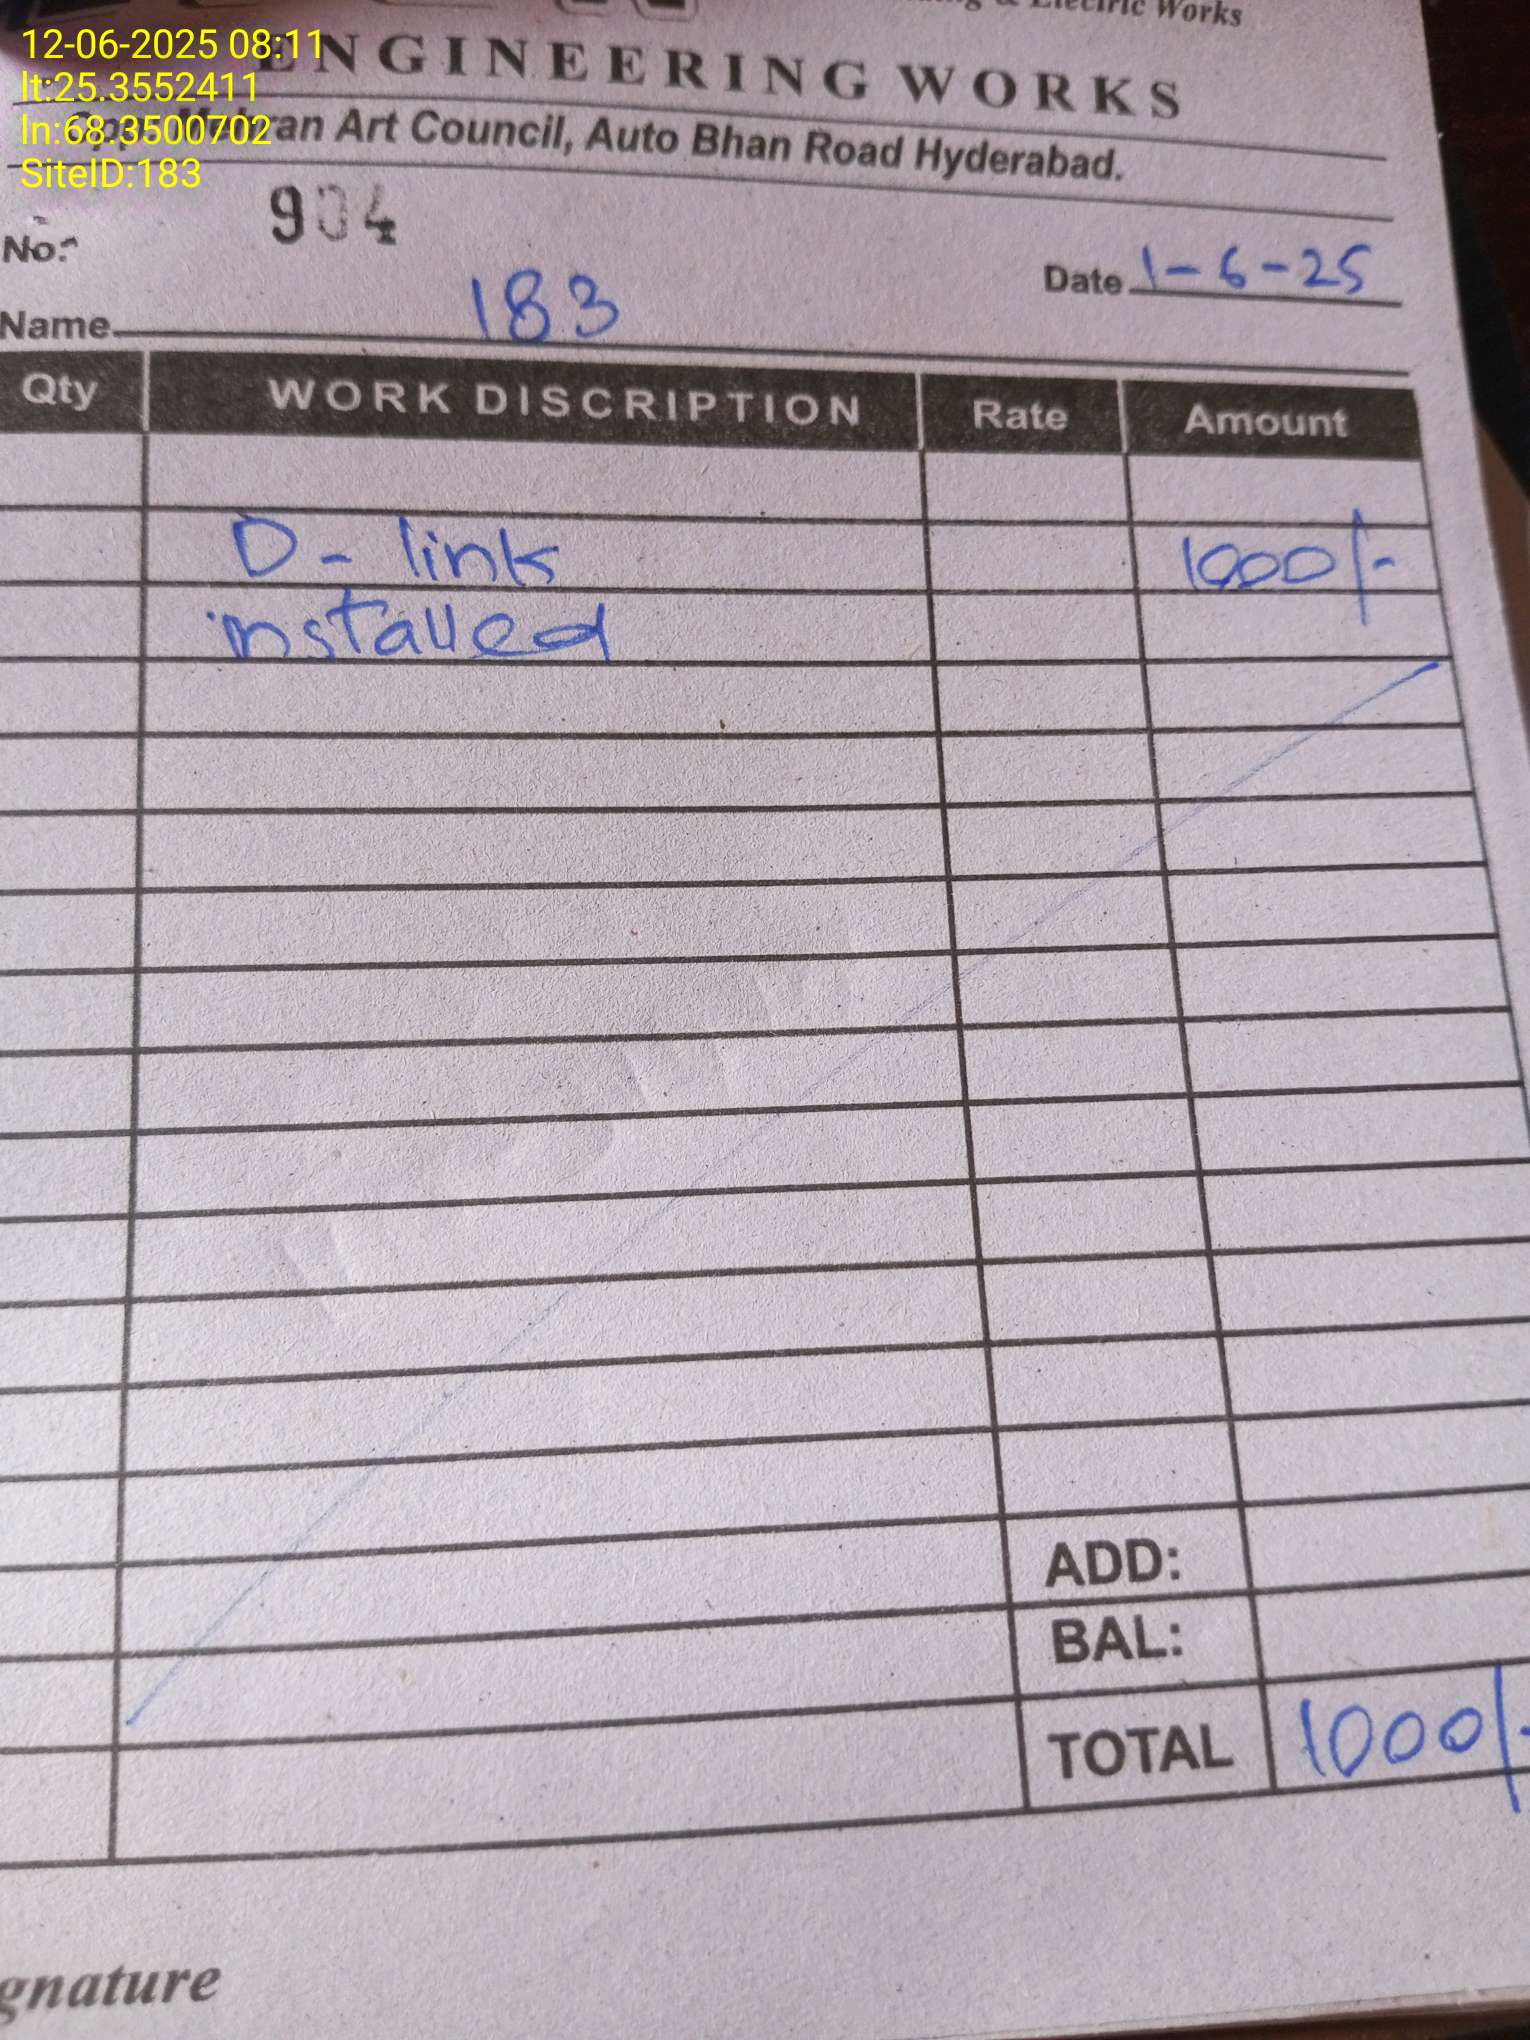 & Electric Works
12-06-2025 08:11
ENGINEERING WORKS
lt:25.3552411
ln:68.3500702
Art Council, Auto Bhan Road Hyderabad.
SiteID:183
No:
904
Date 1-6-25
Name 183
Qty WORK DISCRIPTION Rate Amount
D- link 1000/-
installed
ADD:
BAL:
TOTAL 1000/-
gnature